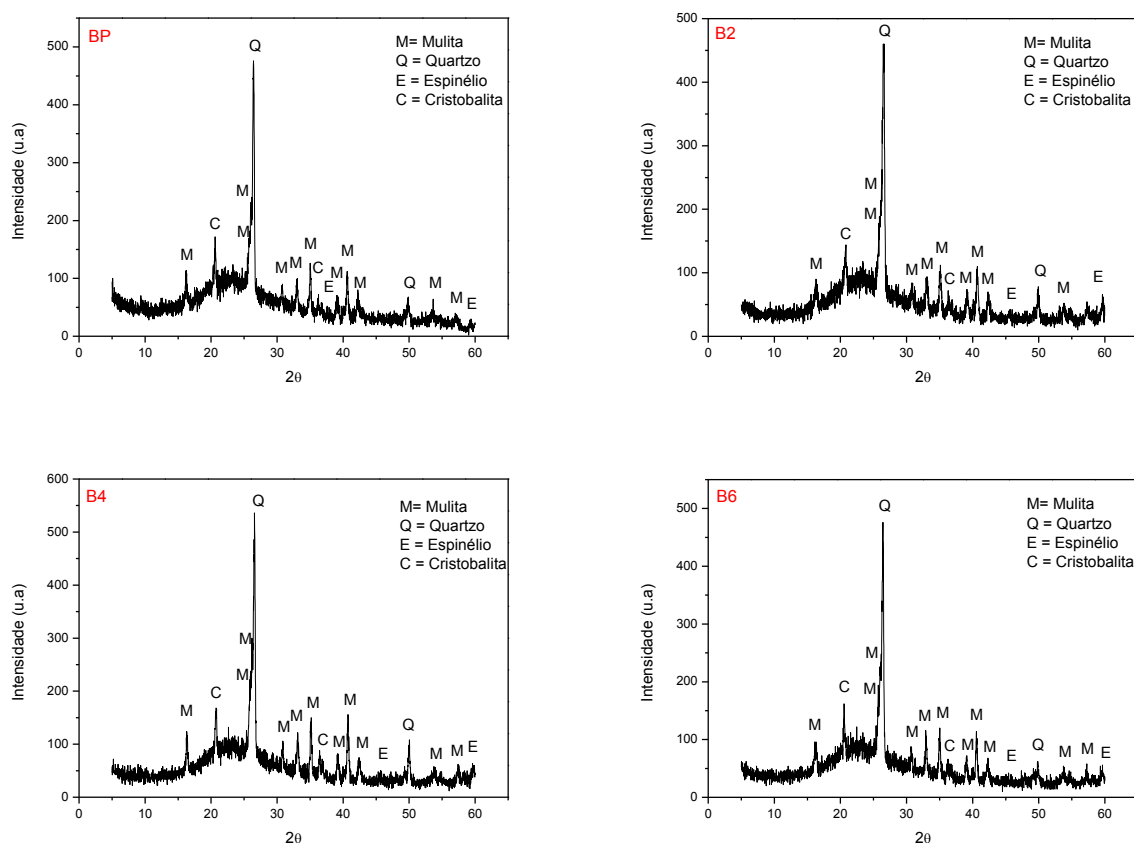 BP
M= Mulita
Q = Quartzo
E = Espinélio
C = Cristobalita
Q
M
M
C
M
M
M
M
C
E
M
M
M
Q
M
M
E
500
400
300
200
100
0
0 10 20 30 40 50 60
Intensidade (u.a)
2θ
B2
M = Mulita
Q = Quartzo
E = Espinélio
C = Cristobalita
Q
M
M
C
M
M
M
M
C
M
M
M
E
Q
M
E
500
400
300
200
100
0
0 10 20 30 40 50 60
Intensidade (u.a)
2θ
B4
M= Mulita
Q = Quartzo
E = Espinélio
C = Cristobalita
Q
M
M
C
M
M
M
M
C
M
M
M
E
Q
M
M
E
600
500
400
300
200
100
0
0 10 20 30 40 50 60
Intensidade (u.a)
2θ
B6
M= Mulita
Q = Quartzo
E = Espinélio
C = Cristobalita
Q
M
M
C
M
M
M
M
C
M
M
M
E
Q
M
M
E
500
400
300
200
100
0
0 10 20 30 40 50 60
Intensidade (u.a)
2θ